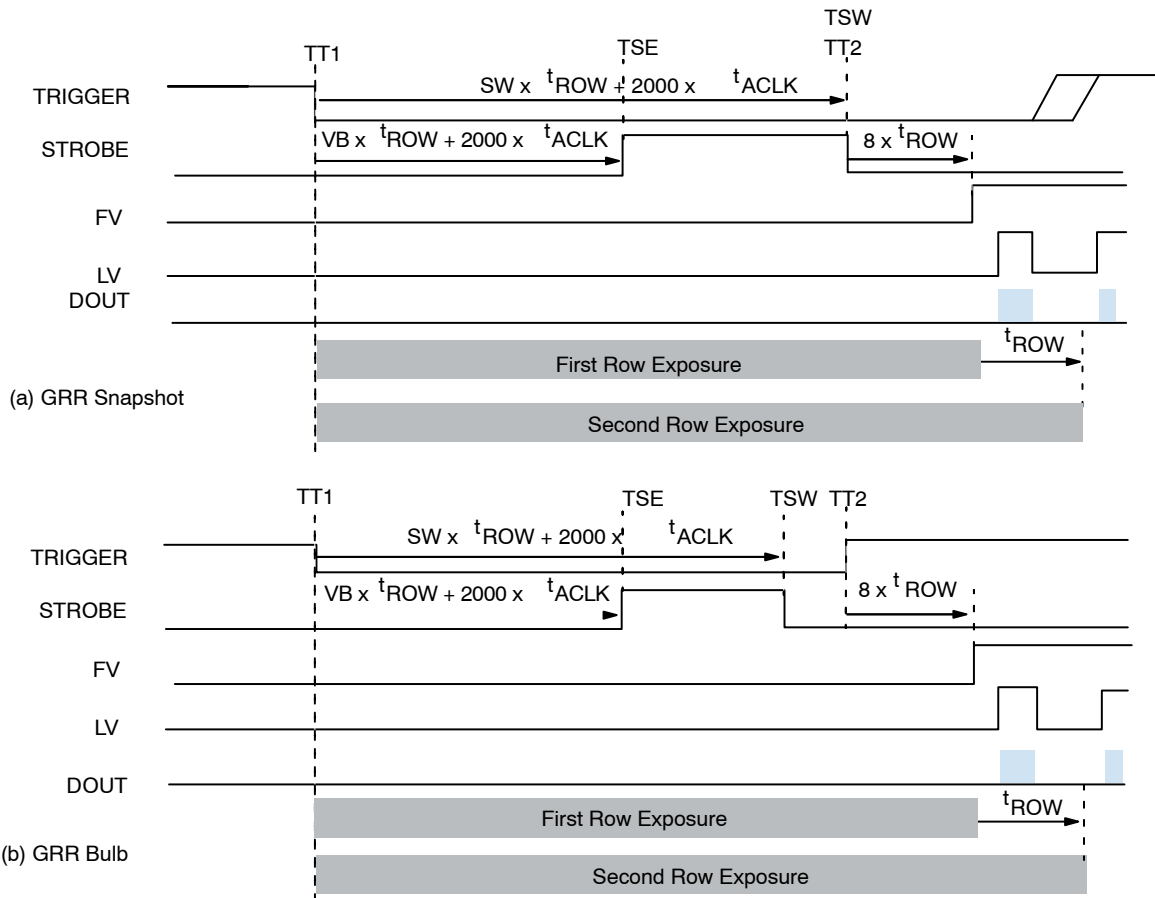 TSW
TT1 TSE TT2
TRIGGER SW x tROW + 2000 x tACLK
STROBE VB x tROW + 2000 x tACLK 8 x tROW
FV
LV
DOUT
First Row Exposure tROW
(a) GRR Snapshot
Second Row Exposure
TT1 TSE TSW TT2
TRIGGER SW x tROW + 2000 x tACLK
STROBE VB x tROW + 2000 x tACLK 8 x tROW
FV
LV
DOUT
First Row Exposure tROW
(b) GRR Bulb
Second Row Exposure